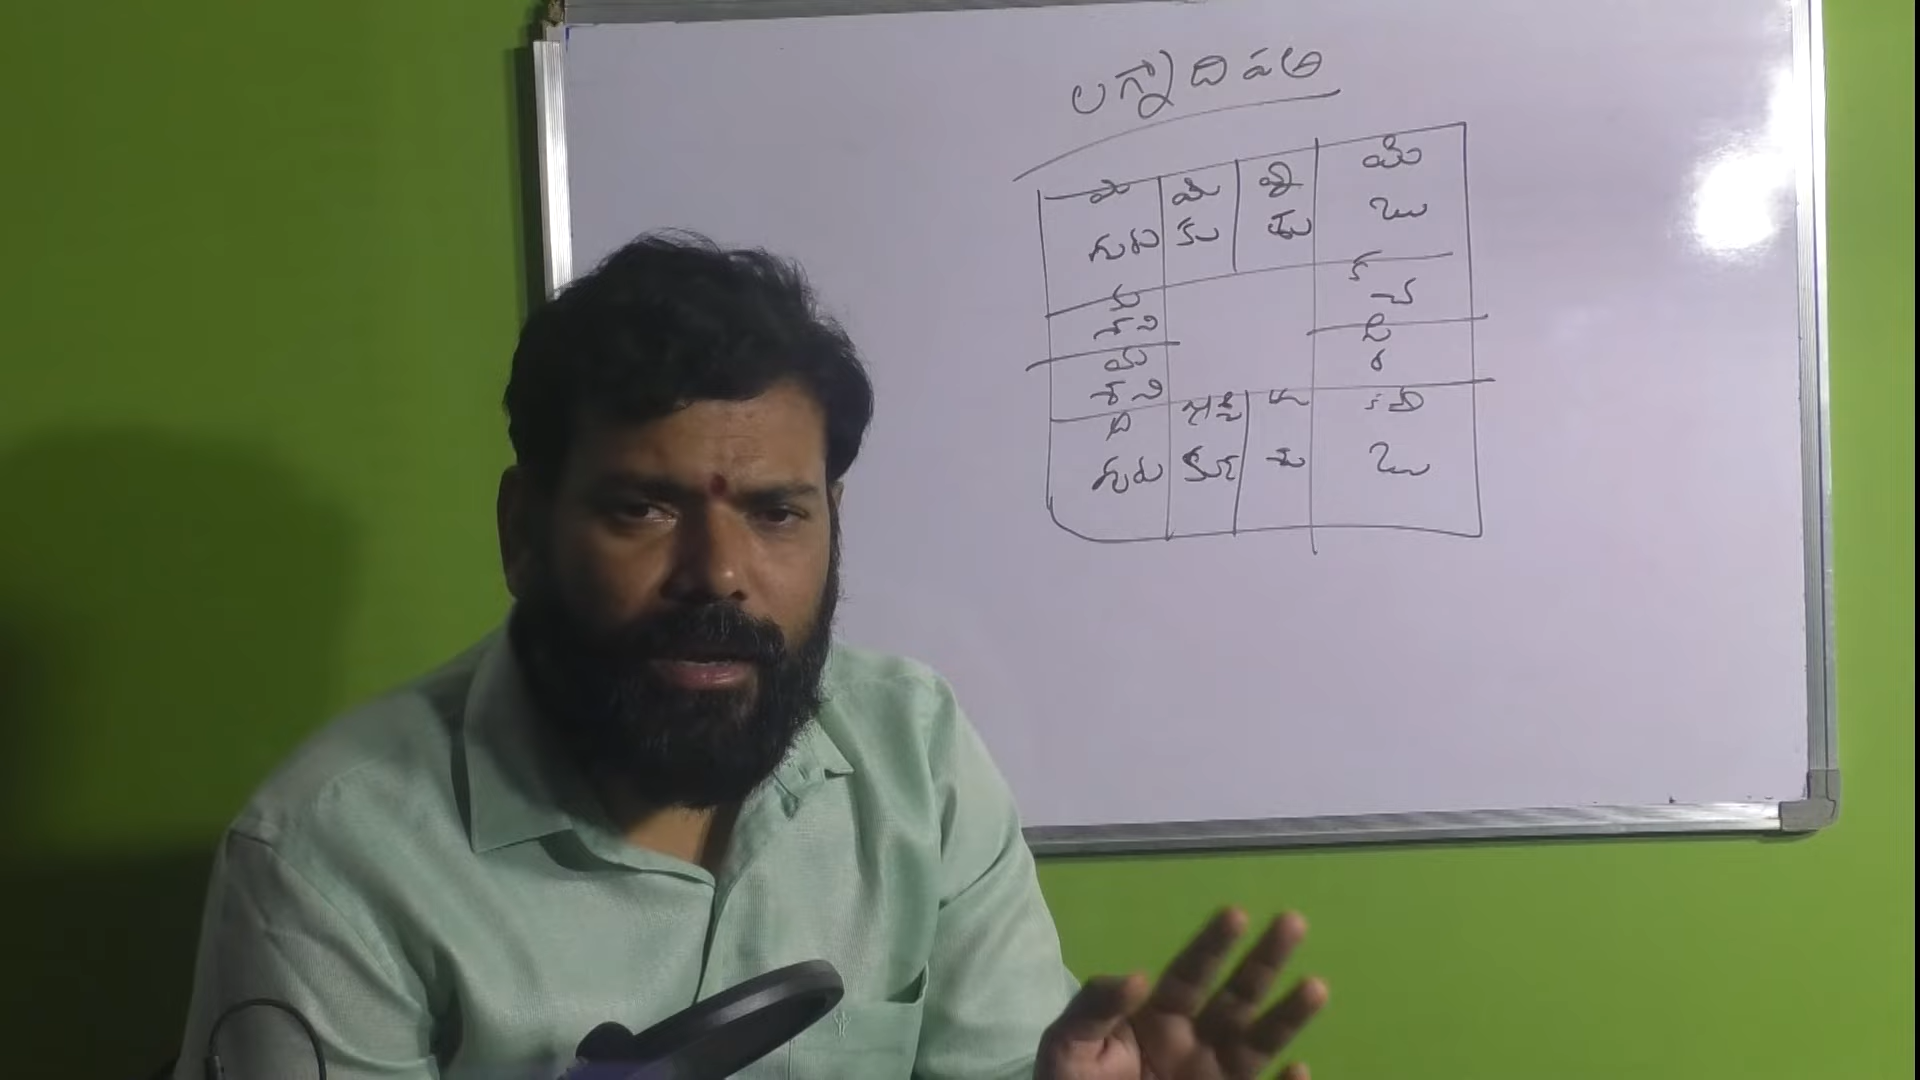 లగ్నాదిపతి
మీ మే వృ మి
గురు కు శు బు
క
చ
కు
శని
సి
ర
మ
శని
ధ వృశ్చి తు క
గురు కుజ శు బు